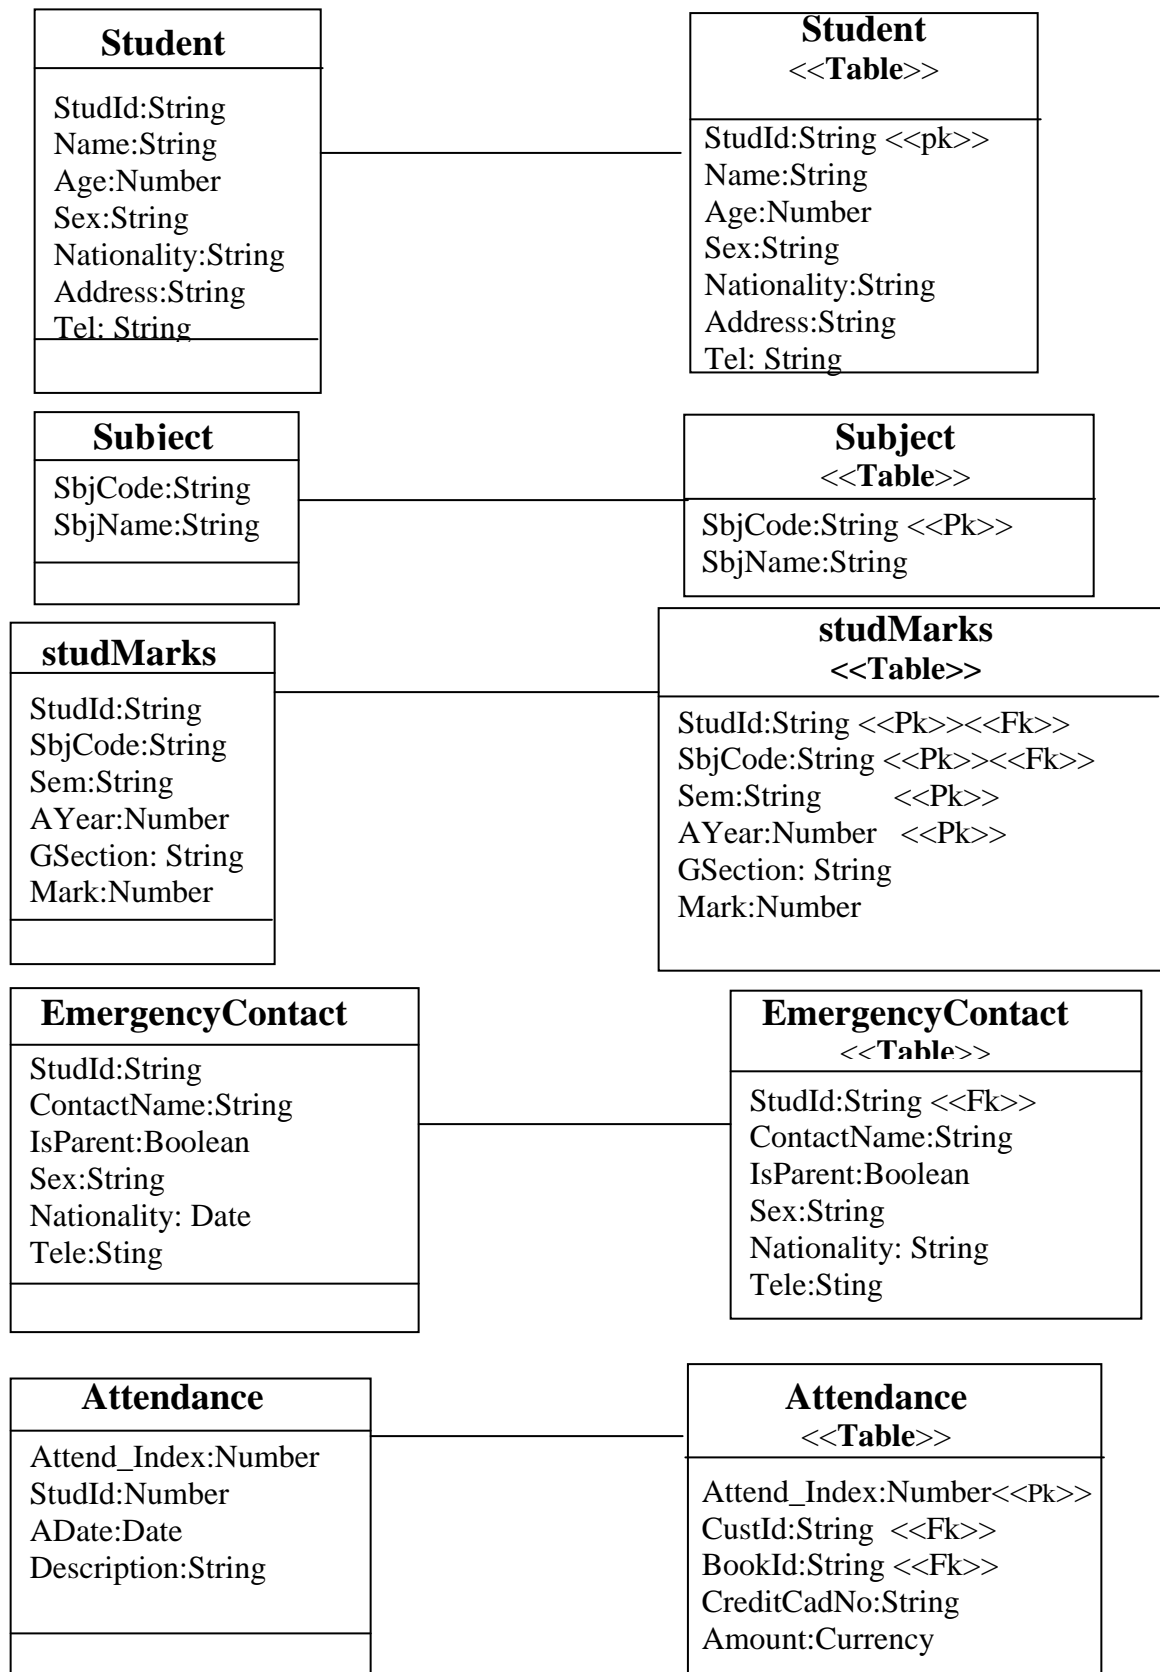 Student
StudId:String
Name:String
Age:Number
Sex:String
Nationality:String
Address:String
Tel: String
Student
<<Table>>
StudId:String <<pk>>
Name:String
Age:Number
Sex:String
Nationality:String
Address:String
Tel: String
Subject
SbjCode:String
SbjName:String
Subject
<<Table>>
SbjCode:String <<Pk>>
SbjName:String
studMarks
StudId:String
SbjCode:String
Sem:String
AYear:Number
GSection: String
Mark:Number
studMarks
<<Table>>
StudId:String <<Pk>><<Fk>>
SbjCode:String <<Pk>><<Fk>>
Sem:String <<Pk>>
AYear:Number <<Pk>>
GSection: String
Mark:Number
EmergencyContact
StudId:String
ContactName:String
IsParent:Boolean
Sex:String
Nationality: Date
Tele:Sting
EmergencyContact
<<Table>>
StudId:String <<Fk>>
ContactName:String
IsParent:Boolean
Sex:String
Nationality: String
Tele:Sting
Attendance
Attend_Index:Number
StudId:Number
ADate:Date
Description:String
Attendance
<<Table>>
Attend_Index:Number<<Pk>>
CustId:String <<Fk>>
BookId:String <<Fk>>
CreditCadNo:String
Amount:Currency